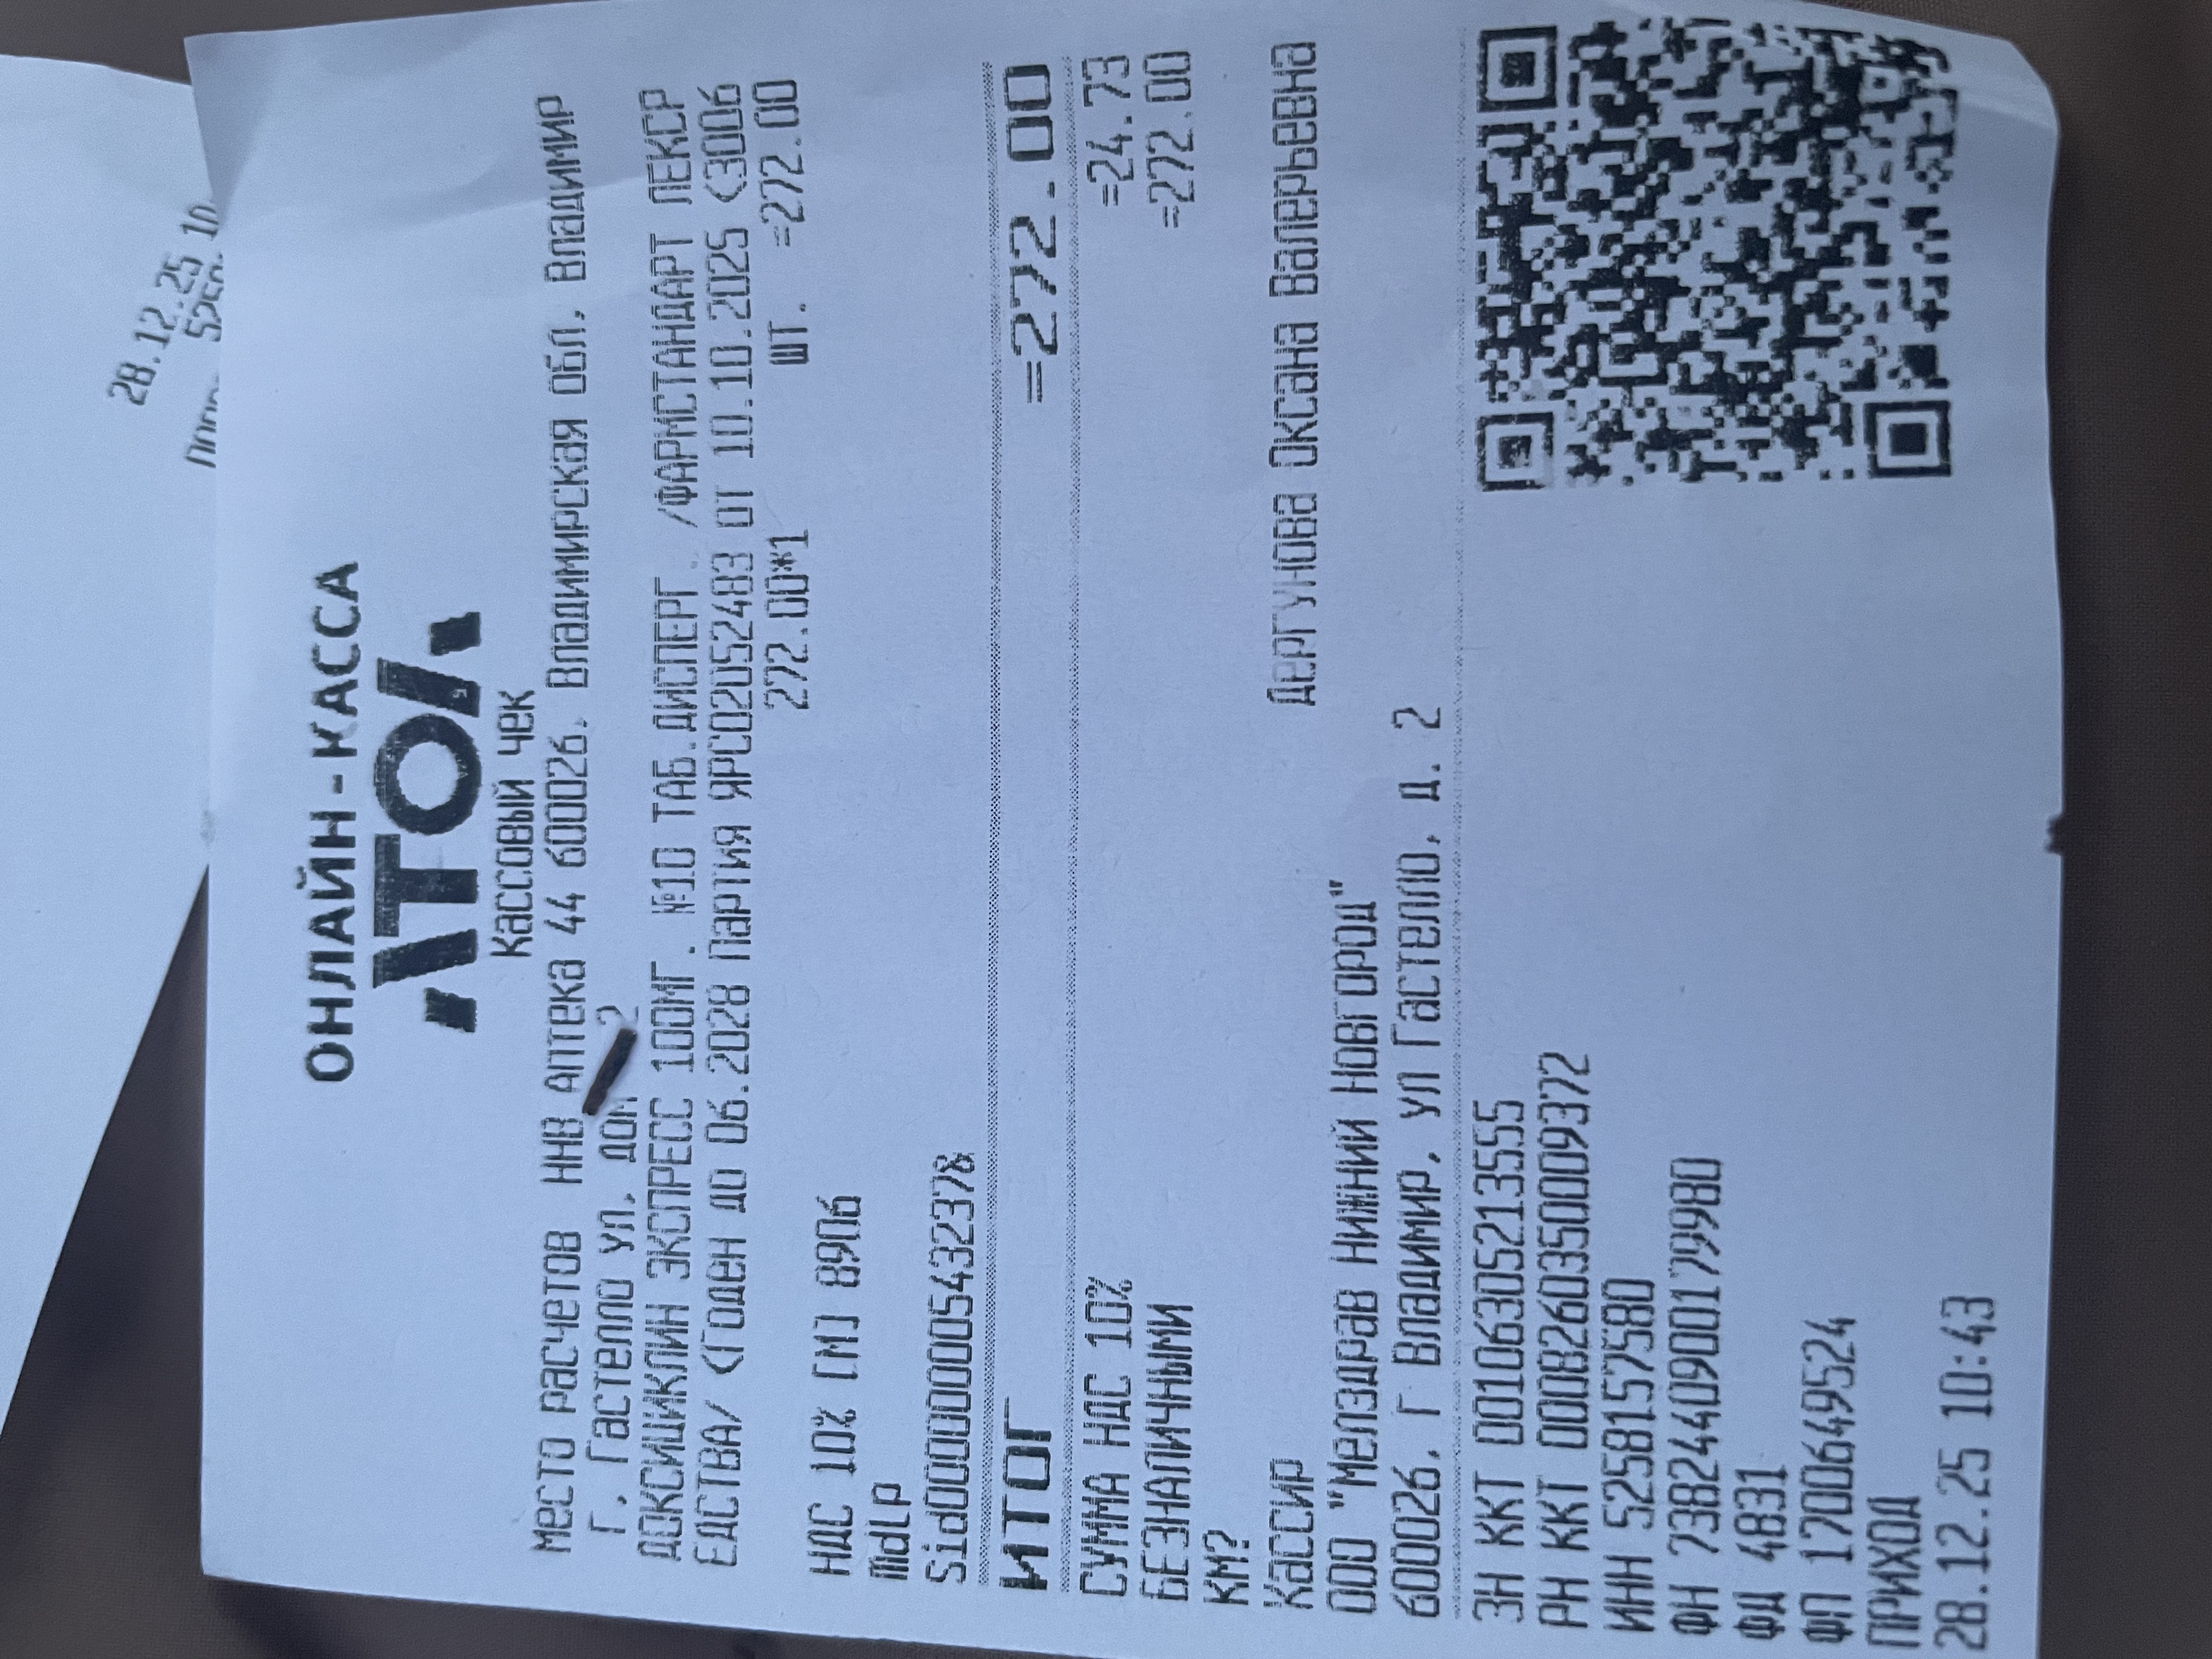 28.12.25 10
ОНЛАЙН-КАССА
АТОЛ
Кассовый чек
Место расчетов ННВ Аптека 44 600026, Владимирская обл, Владимир
г, Гастелло ул, дом 2
ДОКСИЦИКЛИН ЭКСПРЕСС 100МГ. №10 ТАБ.ДИСПЕРГ. /ФАРМСТАНДАРТ ЛЕКСР
ЕДСТВА/ (Годен до 06.2028 Партия ЯРС02U52483 от 10.10.2025 (3006
272.00*1 ШТ. =272.00
НДС 10% [М] 8906
mdlp
Sid0000000543237&
ИТОГ =272.00
СУММА НДС 10% =24.73
БЕЗНАЛИЧНЫМИ =272.00
КМ?
Кассир Дергунова Оксана Валерьевна
ООО "Мелздрав Нижний Новгород"
600026, г Владимир, ул Гастелло, д. 2
ЗН ККТ 00106305213555
РН ККТ 0008260350009372
ИНН 5258157580
ФН 7382440900179980
ФД 4831
ФП 1700649524
ПРИХОД
28.12.25 10:43